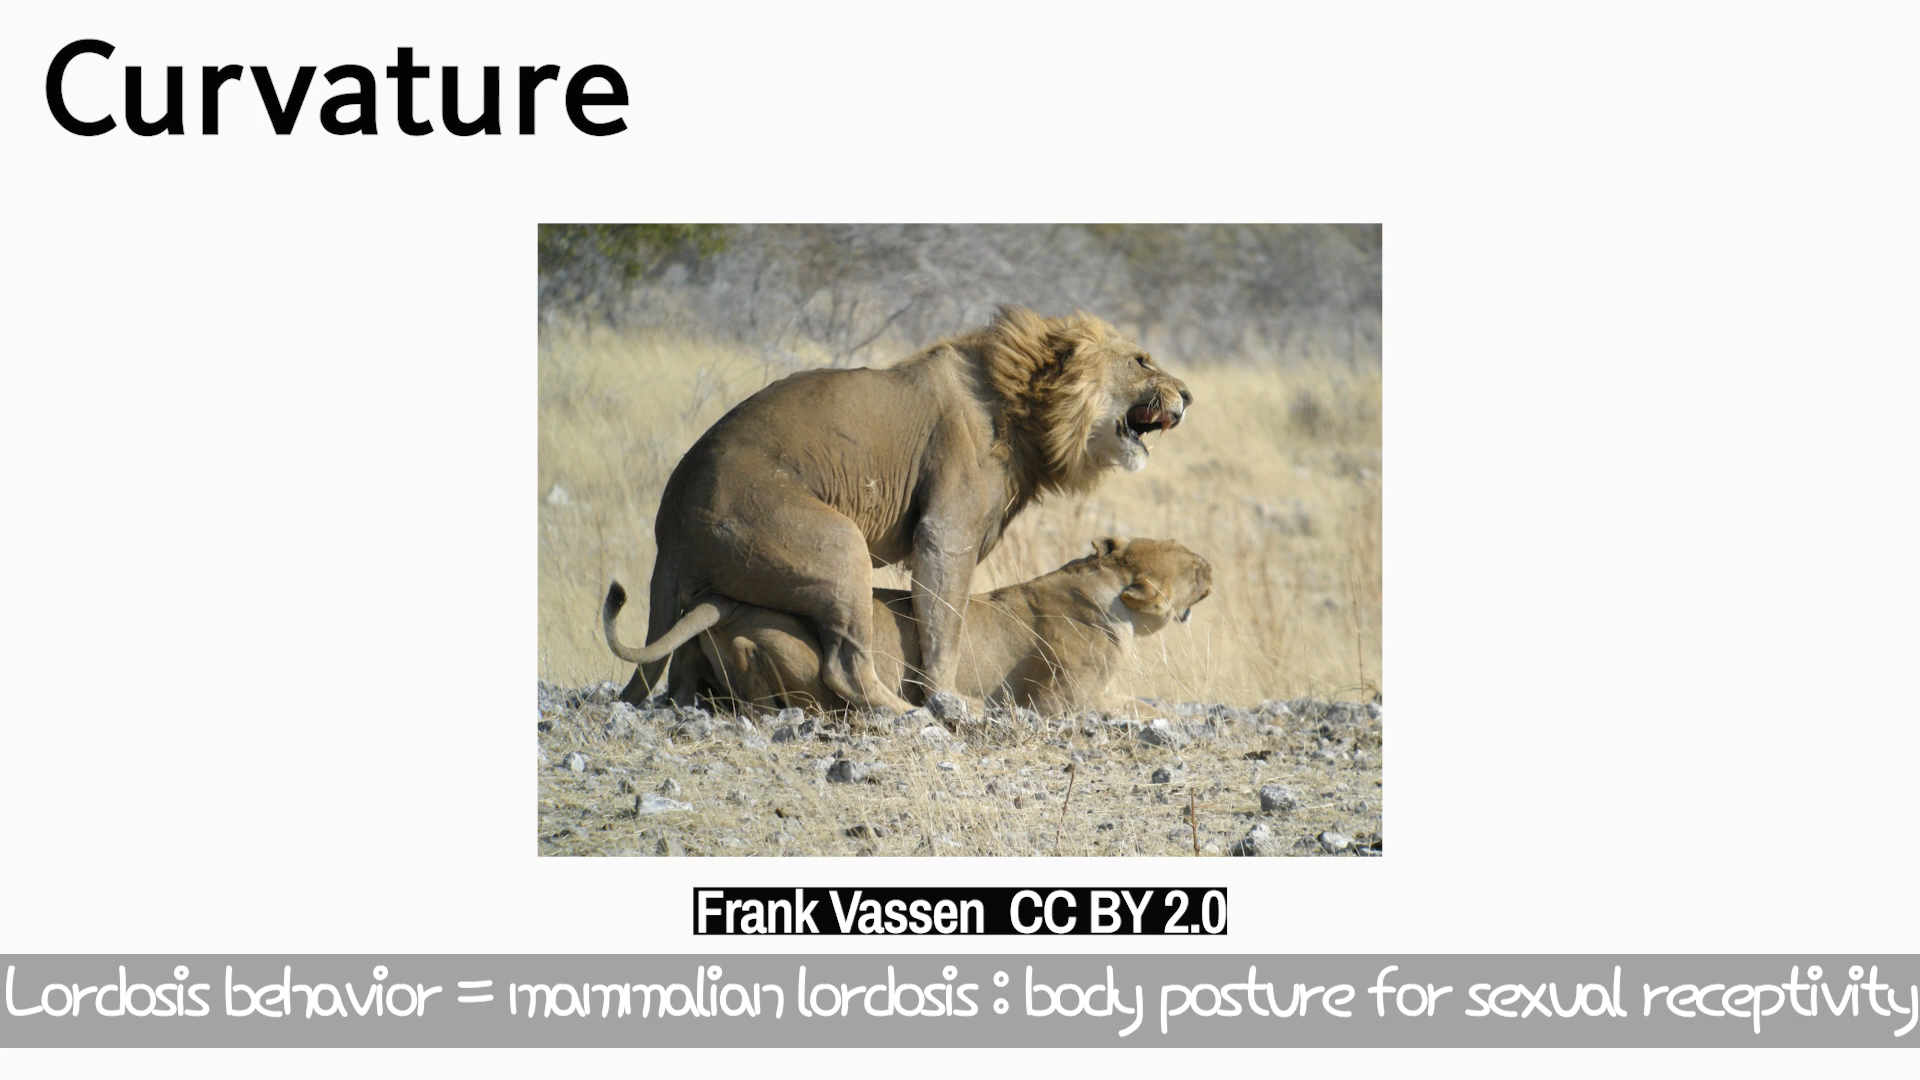 Curvature
Frank Vassen  CC BY 2.0
Lordosis behavior = mammalian lordosis : body posture for sexual receptivity